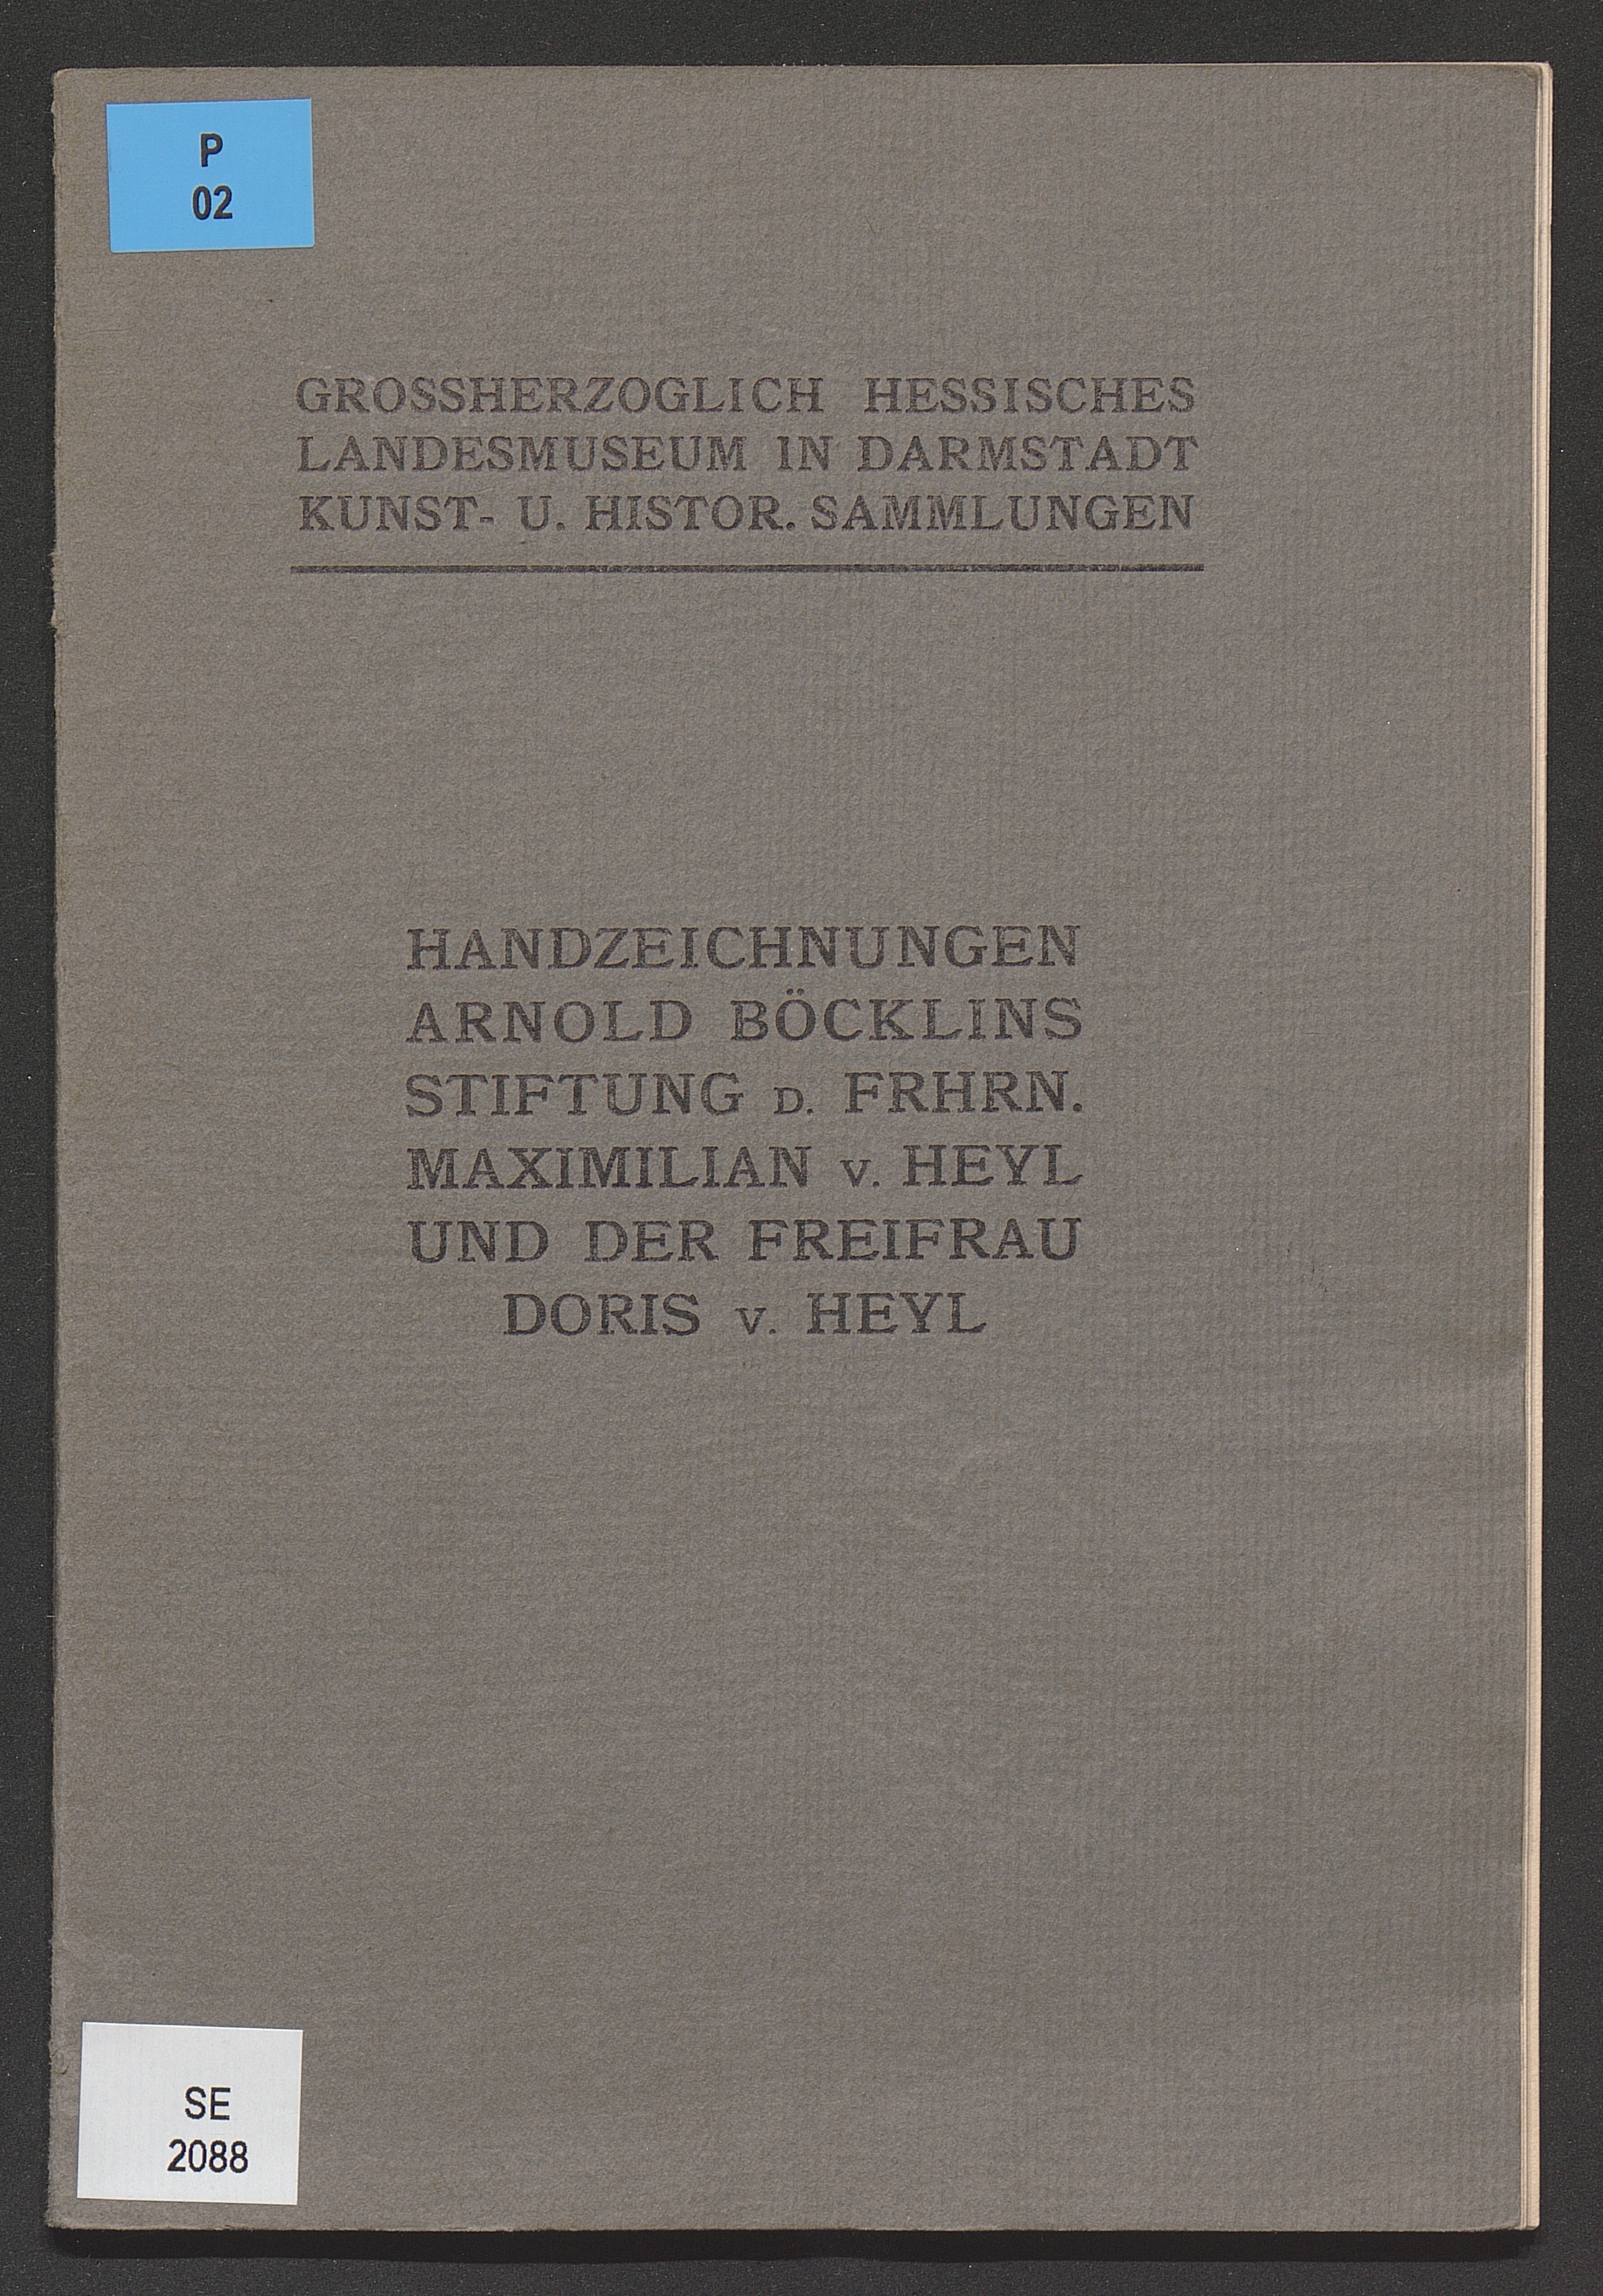 P
02
GROSSHERZOGLICH HESSISCHES
LANDESMUSEUM IN DARMSTADT
KUNST- U. HISTOR. SAMMLUNGEN
HANDZEICHNUNGEN
ARNOLD BÖCKLINS
STIFTUNG D. FRHRN.
MAXIMILIAN v. HEYL
UND DER FREIFRAU
DORIS v. HEYL
SE
2088